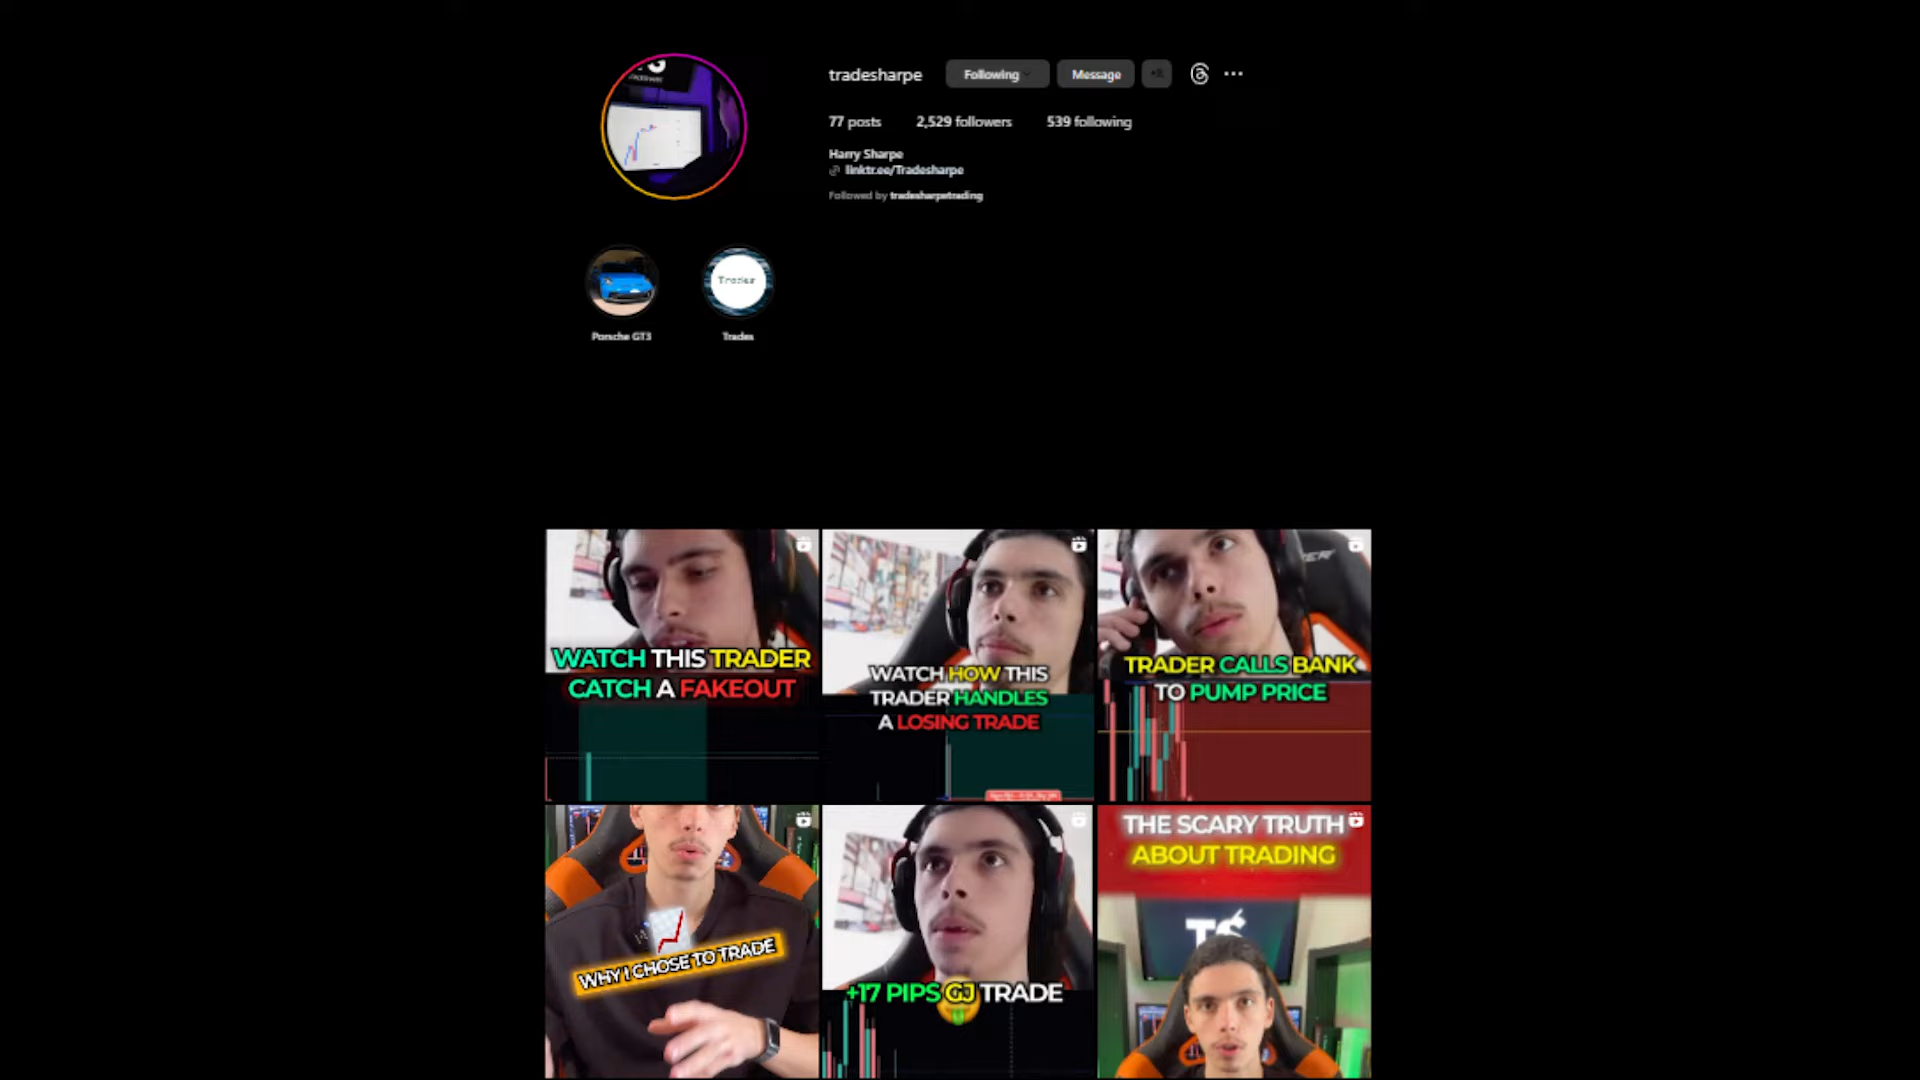 tradesharpe
Following
Message
77 posts
2,529 followers
539 following
Harry Sharpe
linktr.ee/Tradesharpe
Followed by tradesharpetrading
Trades
Porsche GT3
Trades
WATCH THIS TRADER
CATCH A FAKEOUT
WATCH HOW THIS
TRADER HANDLES
A LOSING TRADE
TRADER CALLS BANK
TO PUMP PRICE
WHY I CHOSE TO TRADE
+17 PIPS GJ TRADE
THE SCARY TRUTH
ABOUT TRADING
TS